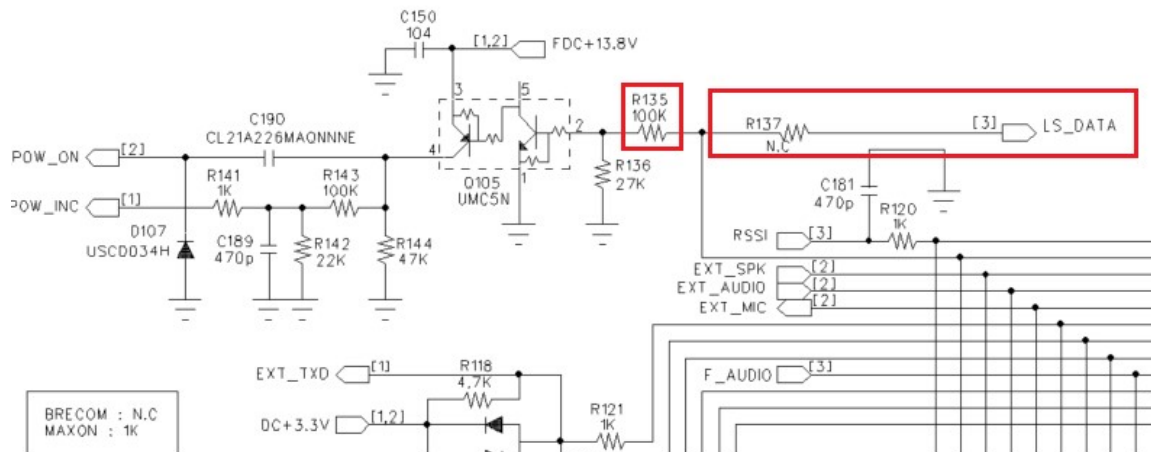 C150
104
[1,2]
FDC+13.8V
3
5
R135
100K
C190
CL21A226MAQNNNE
R137
N.C
[3]
LS_DATA
2
POW_ON
[2]
4
R136
27K
1
Q105
UMC5N
R141
1K
R143
100K
C181
470p
POW_INC
[1]
R120
1K
D107
USCD034H
C189
470p
R142
22K
R144
47K
RSSI
[3]
EXT_SPK
[2]
EXT_AUDIO
[2]
EXT_MIC
[2]
EXT_TXD
[1]
R118
4.7K
F_AUDIO
[3]
BRECOM : N.C
MAXON : 1K
DC+3.3V
[1,2]
R121
1K